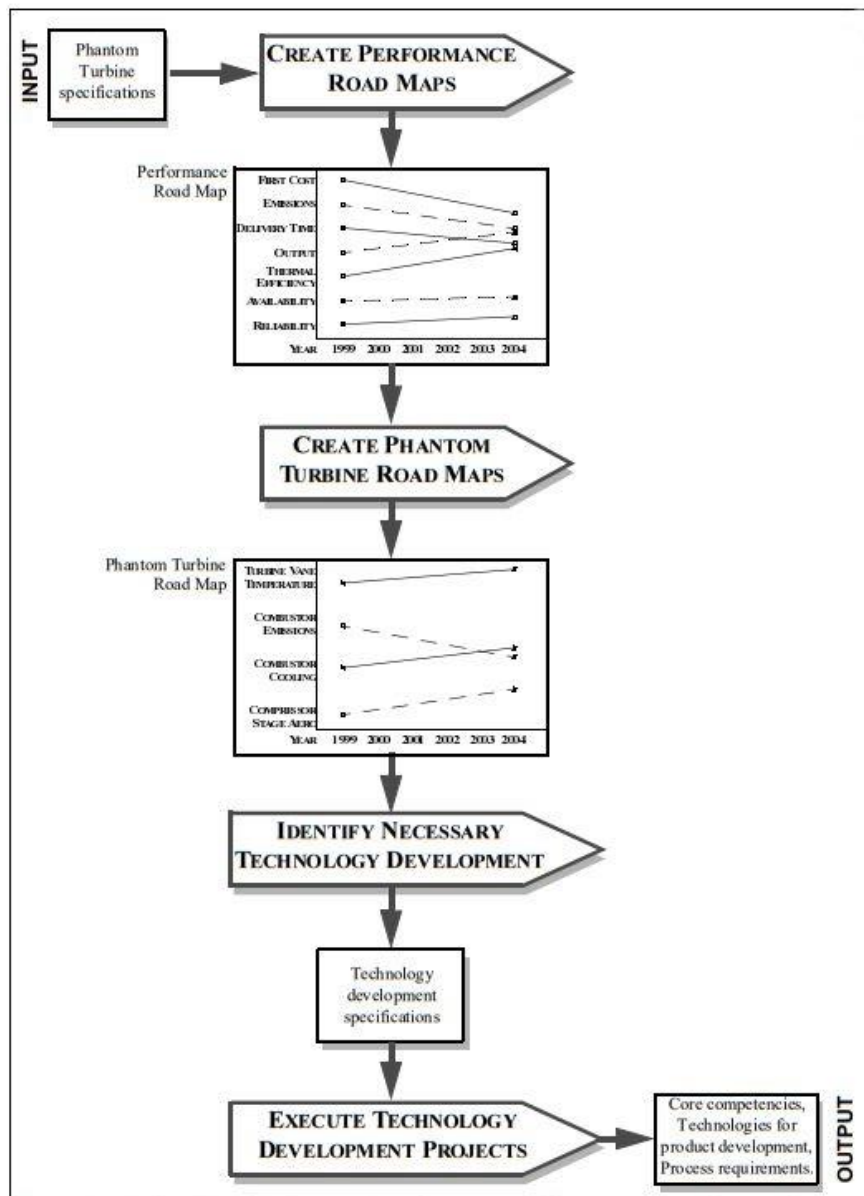 INPUT
Phantom
Turbine
specifications
CREATE PERFORMANCE
ROAD MAPS
Performance
Road Map
FIRST COST
EMISSIONS
DELIVERY TIME
OUTPUT
THERMAL
EFFICIENCY
AVAILABILITY
RELIABILITY
YEAR 1999 2000 2001 2002 2003 2004
CREATE PHANTOM
TURBINE ROAD MAPS
Phantom Turbine
Road Map
TURBINE VANE
TEMPERATURE
COMBUSTOR
EMISSIONS
COMBUSTOR
COOLING
COMPRESSOR
STAGE AERO
YEAR 1999 2000 2001 2002 2003 2004
IDENTIFY NECESSARY
TECHNOLOGY DEVELOPMENT
Technology
development
specifications
EXECUTE TECHNOLOGY
DEVELOPMENT PROJECTS
Core competencies,
Technologies for
product development,
Process requirements.
OUTPUT